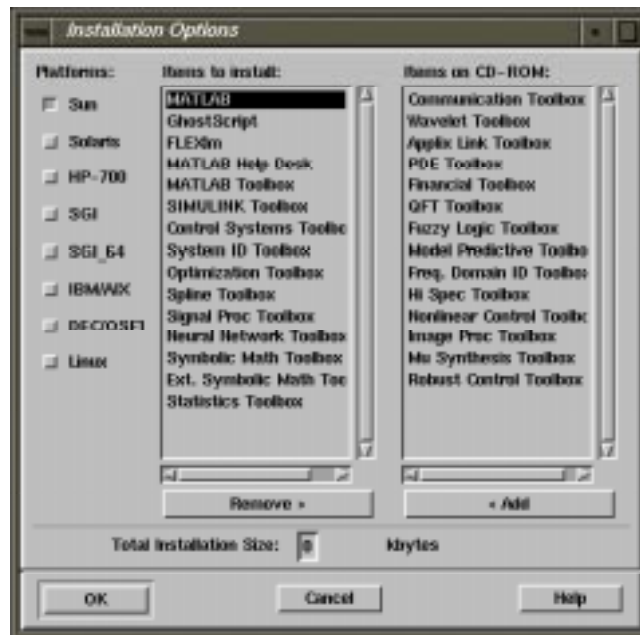 Installation Options
Platforms:
Sun
Solaris
HP-700
SGI
SGI_64
IBM/AIX
DEC/OSF1
Linux
Items to install:
MATLAB
GhostScript
FLEXlm
MATLAB Help Desk
MATLAB Toolbox
SIMULINK Toolbox
Control Systems Toolbo
System ID Toolbox
Optimization Toolbox
Spline Toolbox
Signal Proc Toolbox
Neural Network Toolbox
Symbolic Math Toolbox
Ext. Symbolic Math Too
Statistics Toolbox
Remove >
Items on CD-ROM:
Communication Toolbox
Wavelet Toolbox
Applix Link Toolbox
PDE Toolbox
Financial Toolbox
QFT Toolbox
Fuzzy Logic Toolbox
Model Predictive Toolbo
Freq. Domain ID Toolbo
Hi Spec Toolbox
Nonlinear Control Toolbo
Image Proc Toolbox
Mu Synthesis Toolbox
Robust Control Toolbox
< Add
Total Installation Size: 0 kbytes
OK
Cancel
Help